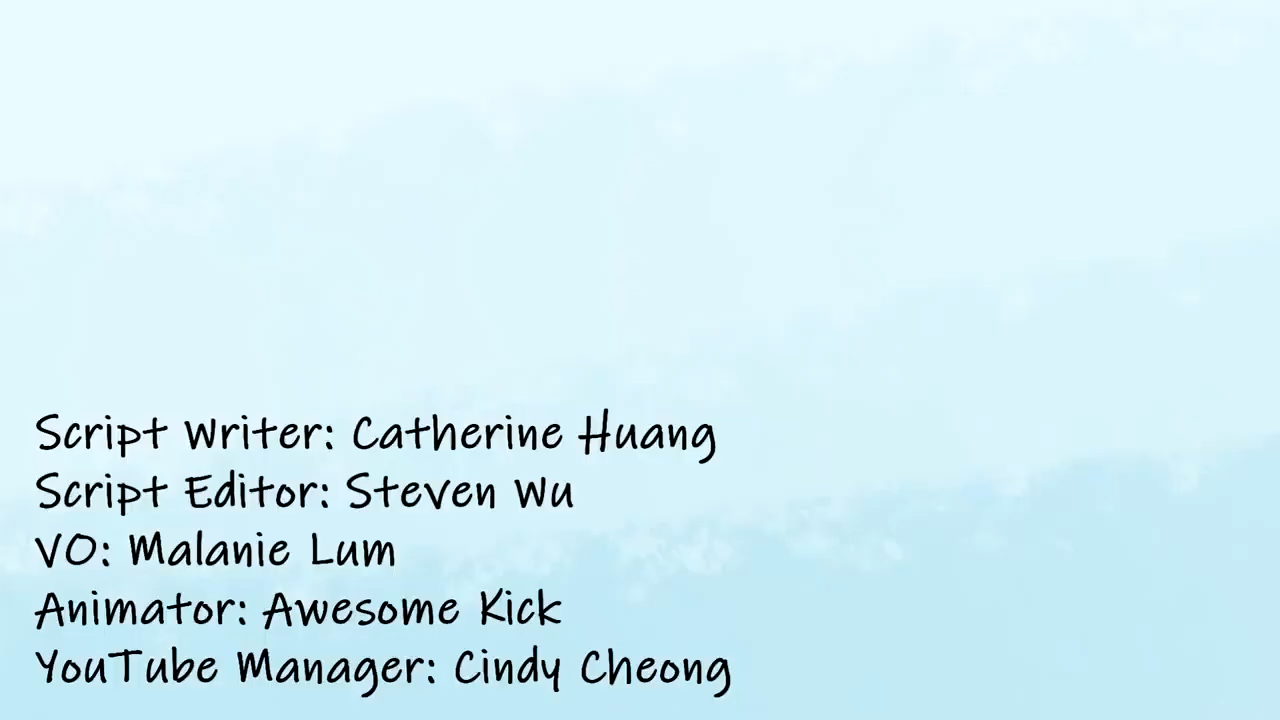 Script Writer: Catherine Huang
Script Editor: Steven Wu
VO: Malanie Lum
Animator: Awesome Kick
YouTube Manager: Cindy Cheong